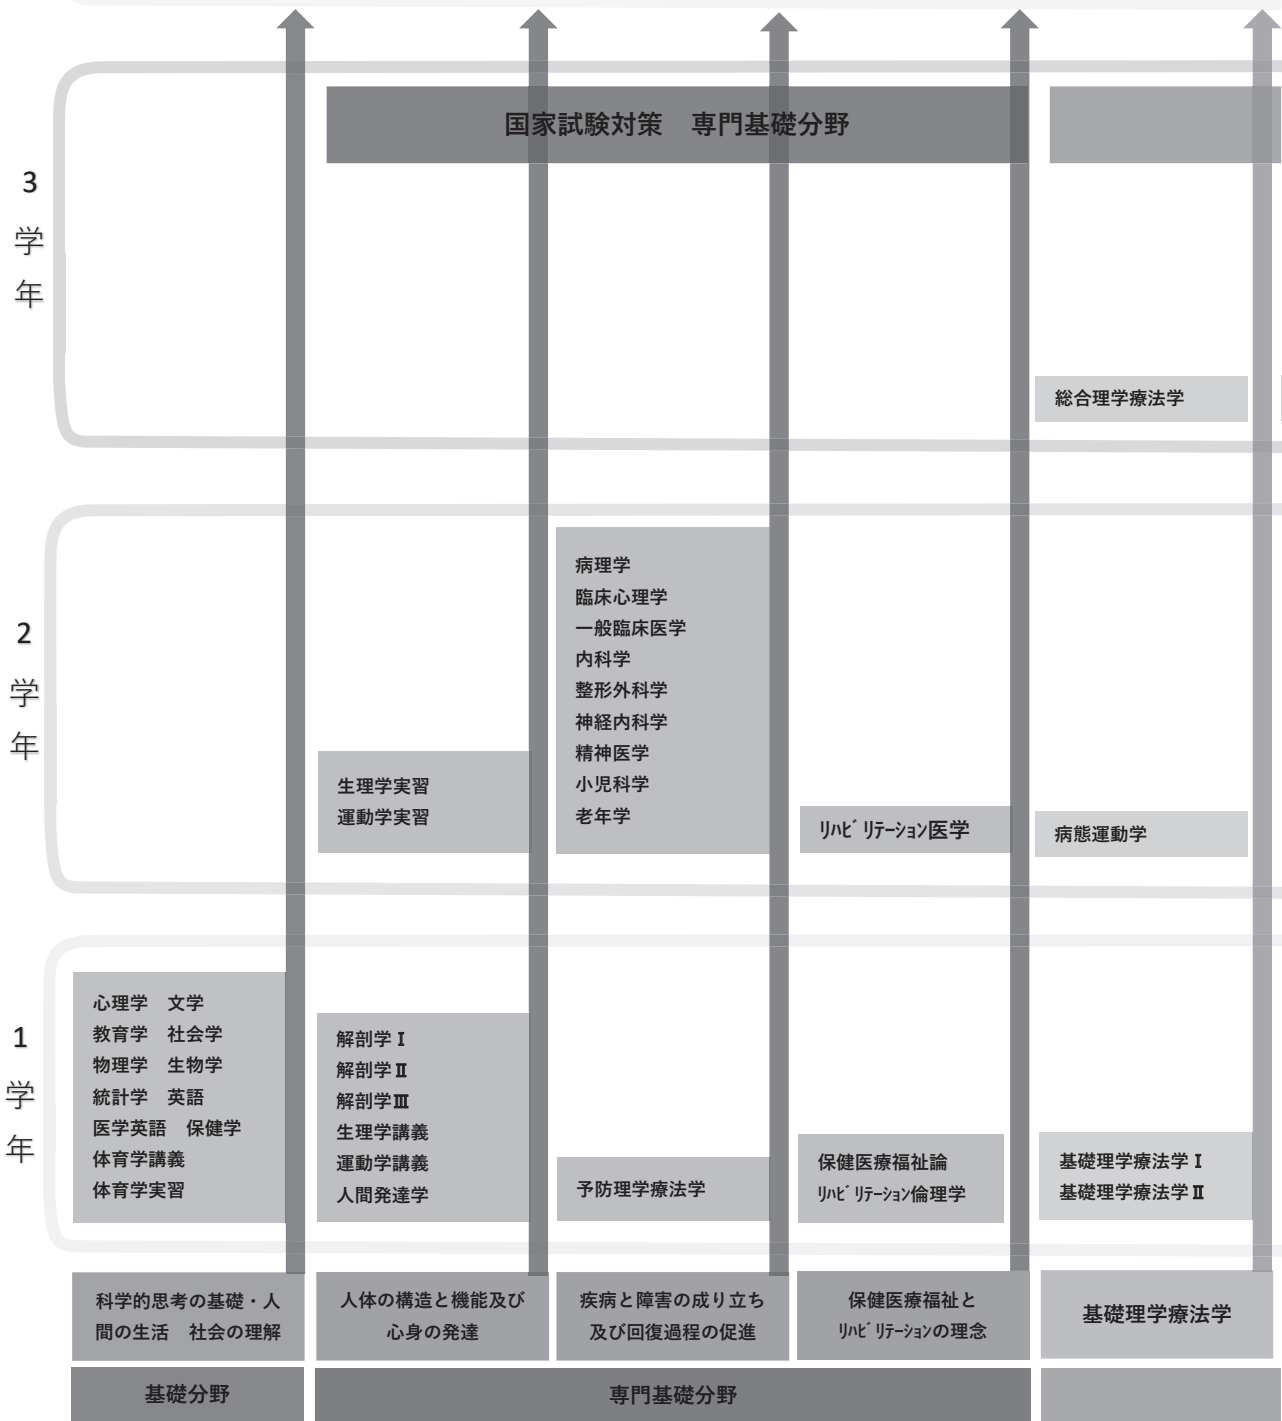 3
学
年
国家試験対策　専門基礎分野
総合理学療法学
2
学
年
生理学実習
運動学実習
病理学
臨床心理学
一般臨床医学
内科学
整形外科学
神経内科学
精神医学
小児科学
老年学
ﾘﾊﾋﾞﾘﾃｰｼｮﾝ医学
病態運動学
1
学
年
心理学　文学
教育学　社会学
物理学　生物学
統計学　英語
医学英語　保健学
体育学講義
体育学実習
解剖学Ⅰ
解剖学Ⅱ
解剖学Ⅲ
生理学講義
運動学講義
人間発達学
予防理学療法学
保健医療福祉論
ﾘﾊﾋﾞﾘﾃｰｼｮﾝ倫理学
基礎理学療法学Ⅰ
基礎理学療法学Ⅱ
科学的思考の基礎・人
間の生活　社会の理解
人体の構造と機能及び
心身の発達
疾病と障害の成り立ち
及び回復過程の促進
保健医療福祉と
ﾘﾊﾋﾞﾘﾃｰｼｮﾝの理念
基礎理学療法学
基礎分野
専門基礎分野